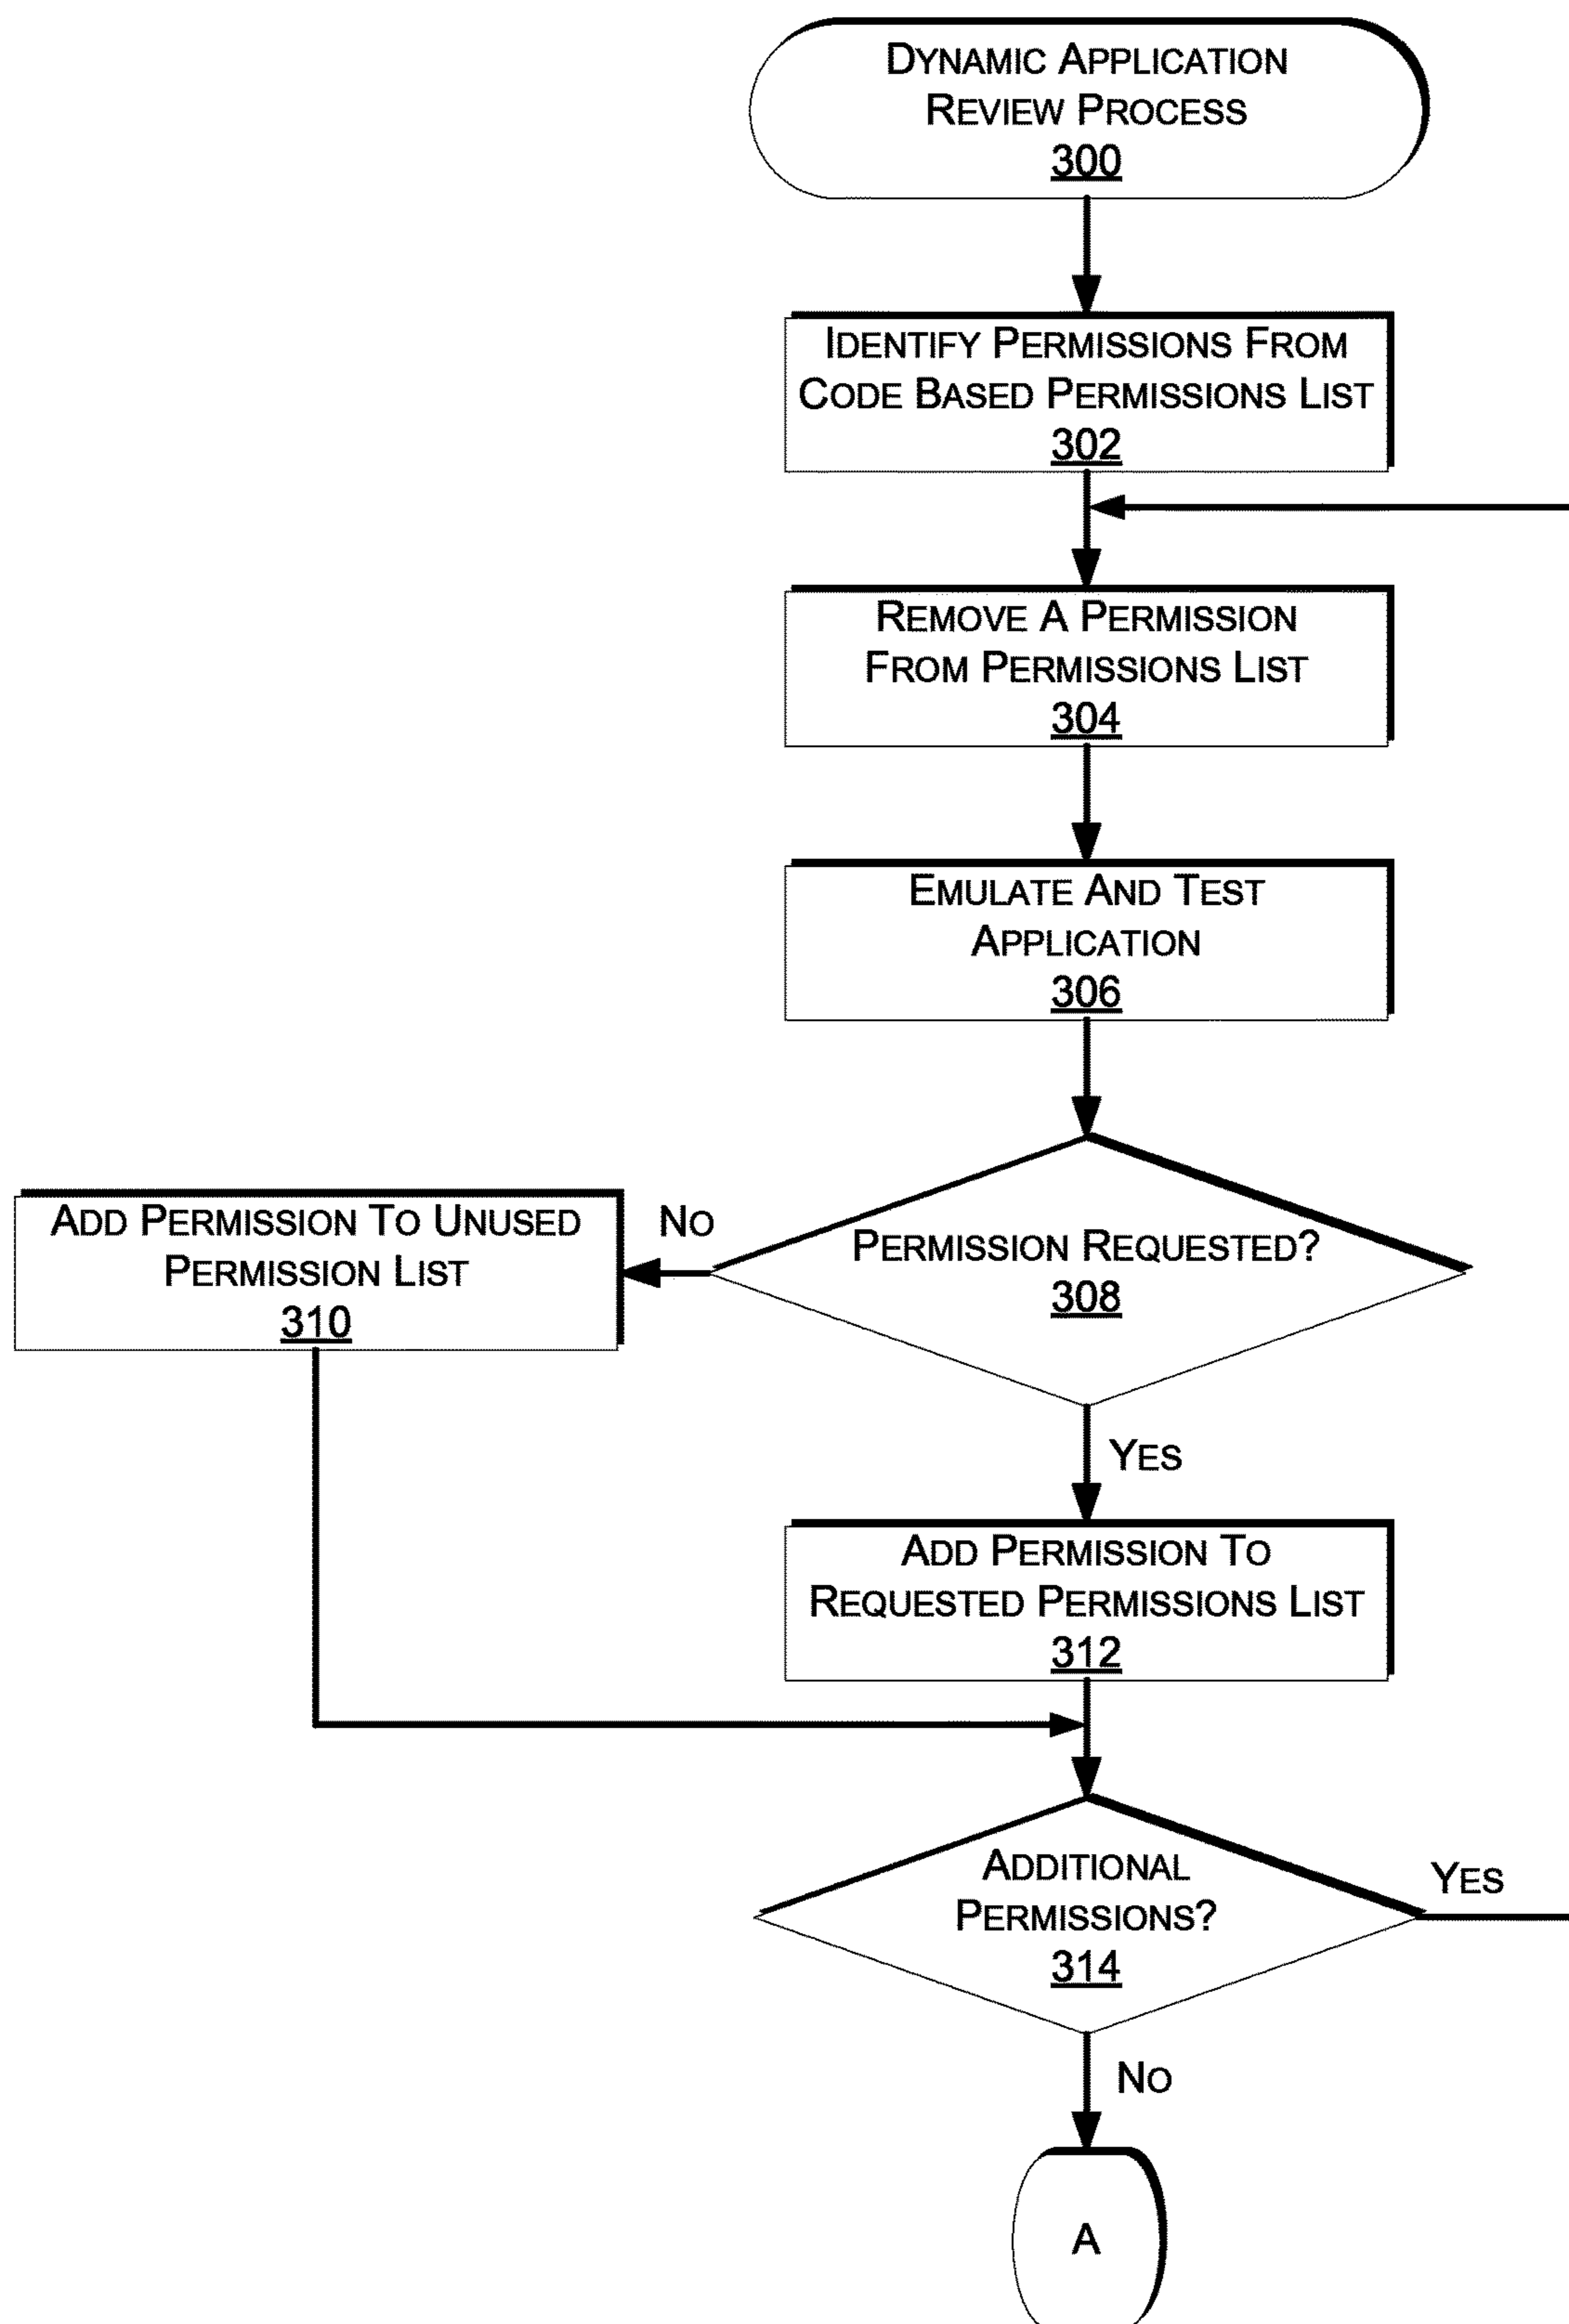 DYNAMIC APPLICATION
REVIEW PROCESS
300
IDENTIFY PERMISSIONS FROM
CODE BASED PERMISSIONS LIST
302
REMOVE A PERMISSION
FROM PERMISSIONS LIST
304
EMULATE AND TEST
APPLICATION
306
PERMISSION REQUESTED?
308
NO
ADD PERMISSION TO UNUSED
PERMISSION LIST
310
YES
ADD PERMISSION TO
REQUESTED PERMISSIONS LIST
312
ADDITIONAL
PERMISSIONS?
314
YES
NO
A